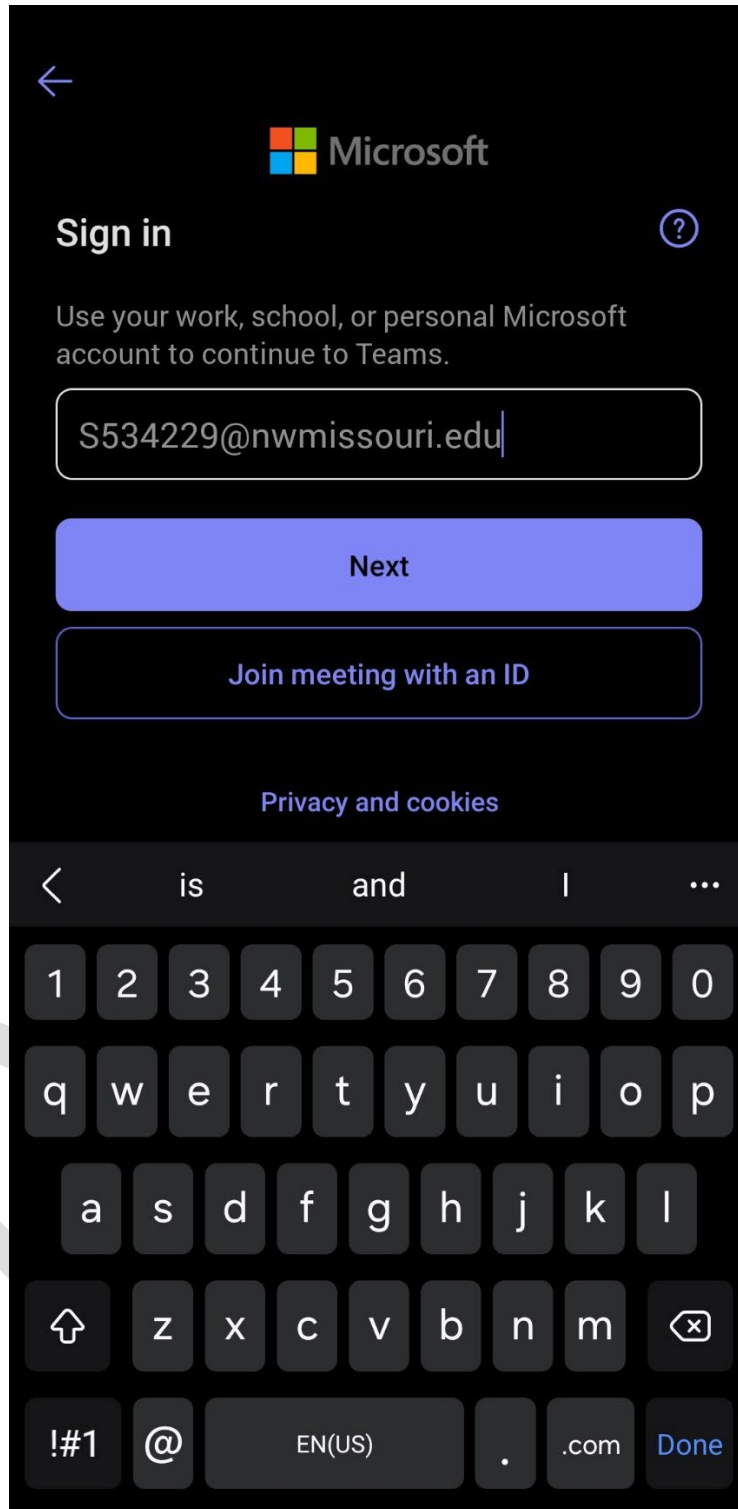 Microsoft
Sign in
?
Use your work, school, or personal Microsoft
account to continue to Teams.
S534229@nwmissouri.edu
Next
Join meeting with an ID
Privacy and cookies
is and I ...
1 2 3 4 5 6 7 8 9 0
q w e r t y u i o p
a s d f g h j k l
z x c v b n m
!#1 @ EN(US) . .com Done